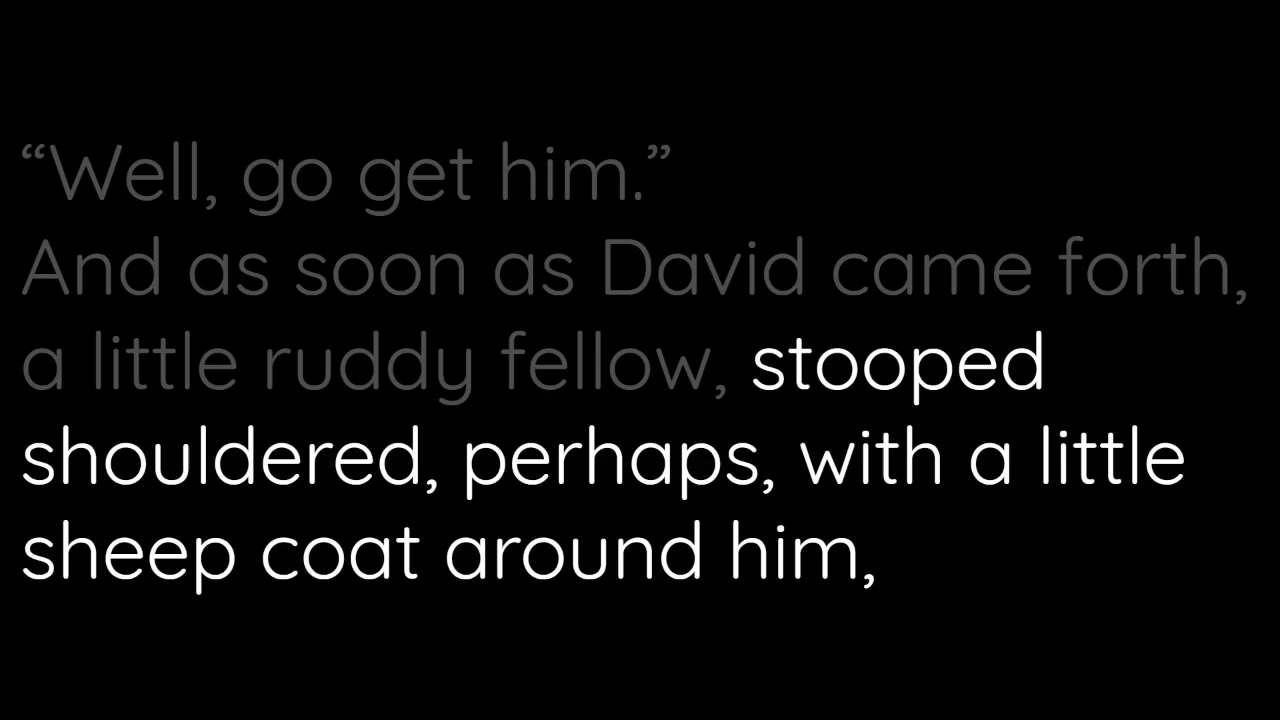 “Well, go get him.”
And as soon as David came forth,
a little ruddy fellow, stooped
shouldered, perhaps, with a little
sheep coat around him,